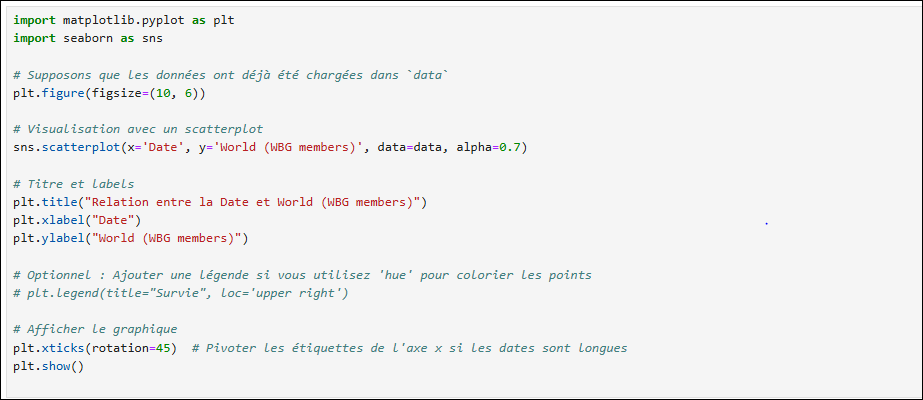 import matplotlib.pyplot as plt
import seaborn as sns
# Supposons que les données ont déjà été chargées dans `data`
plt.figure(figsize=(10, 6))
# Visualisation avec un scatterplot
sns.scatterplot(x='Date', y='World (WBG members)', data=data, alpha=0.7)
# Titre et labels
plt.title("Relation entre la Date et World (WBG members)")
plt.xlabel("Date")
plt.ylabel("World (WBG members)")
# Optionnel : Ajouter une légende si vous utilisez 'hue' pour colorier les points
# plt.legend(title="Survie", loc='upper right')
# Afficher le graphique
plt.xticks(rotation=45)  # Pivoter les étiquettes de l'axe x si les dates sont longues
plt.show()